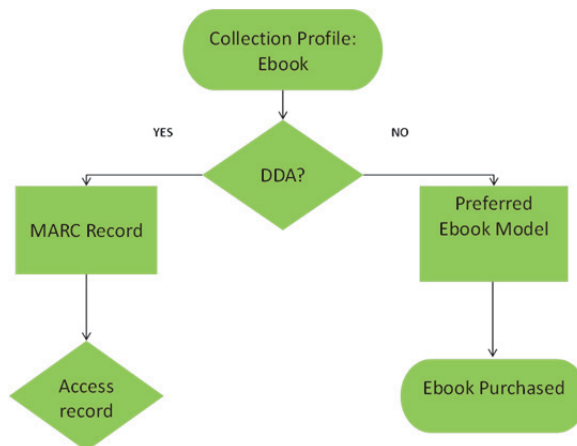 Collection Profile:
Ebook
YES
NO
DDA?
MARC Record
Preferred
Ebook Model
Access
record
Ebook Purchased